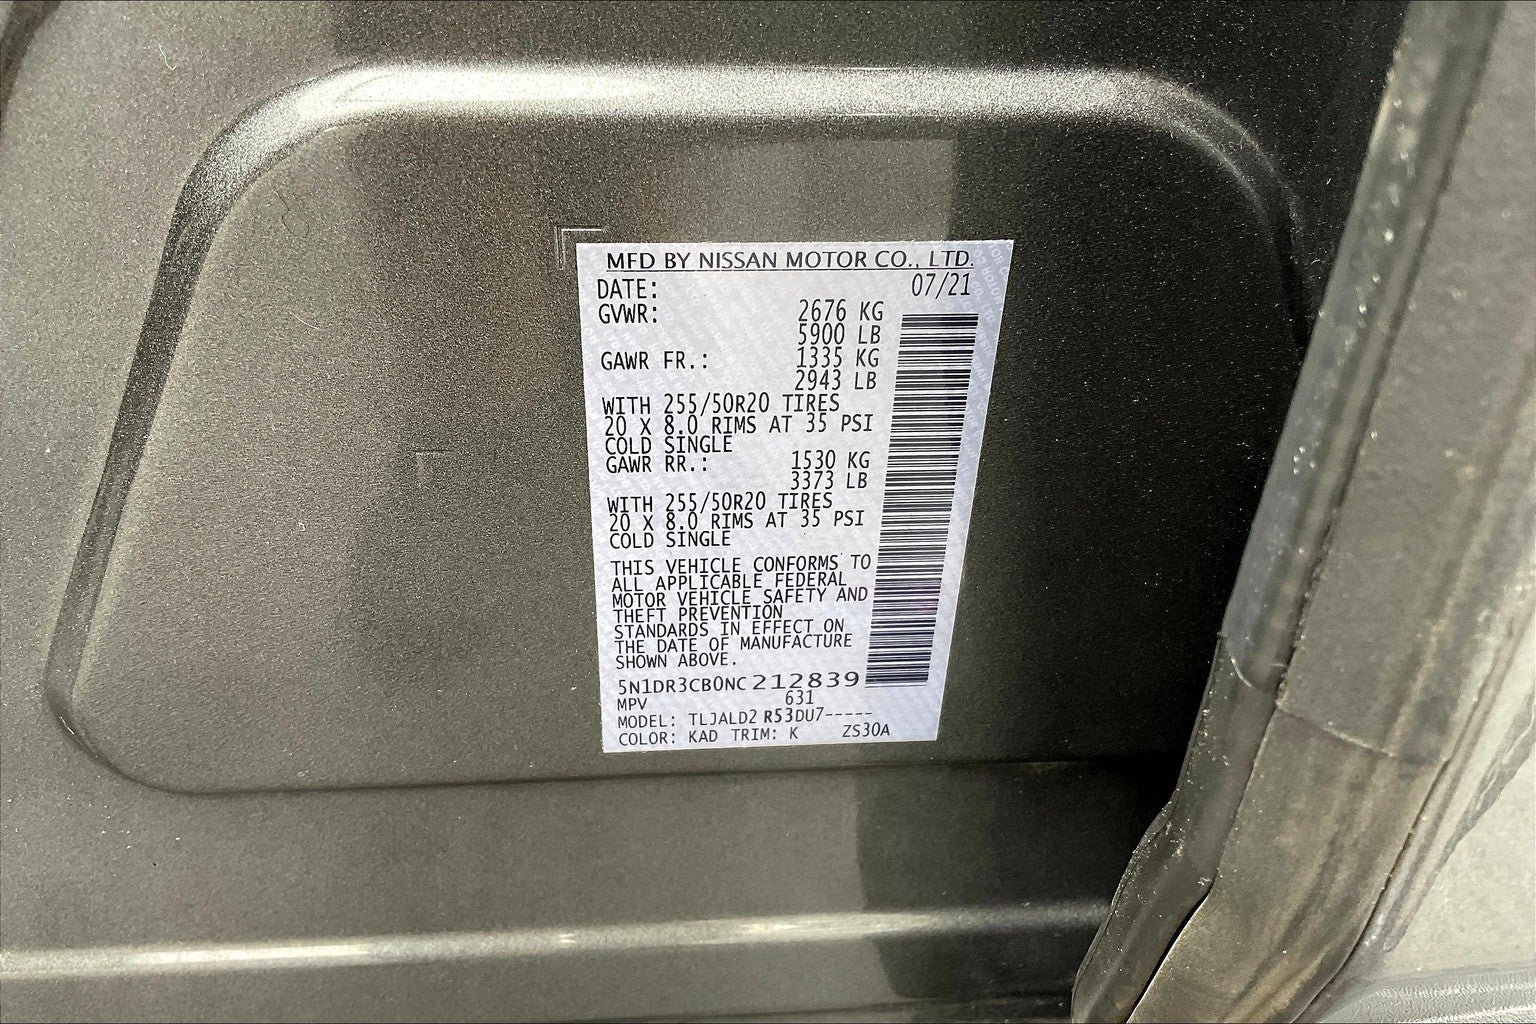 MFD BY NISSAN MOTOR CO., LTD.
DATE: 07/21
GVWR: 2676 KG
5900 LB
GAWR FR.: 1335 KG
2943 LB
WITH 255/50R20 TIRES
20 X 8.0 RIMS AT 35 PSI
COLD SINGLE
GAWR RR.: 1530 KG
3373 LB
WITH 255/50R20 TIRES
20 X 8.0 RIMS AT 35 PSI
COLD SINGLE
THIS VEHICLE CONFORMS TO
ALL APPLICABLE FEDERAL
MOTOR VEHICLE SAFETY AND
THEFT PREVENTION
STANDARDS IN EFFECT ON
THE DATE OF MANUFACTURE
SHOWN ABOVE.
5N1DR3CB0NC212839
MPV 631
MODEL: TLJALD2 R53DU7-----
COLOR: KAD TRIM: K ZS30A